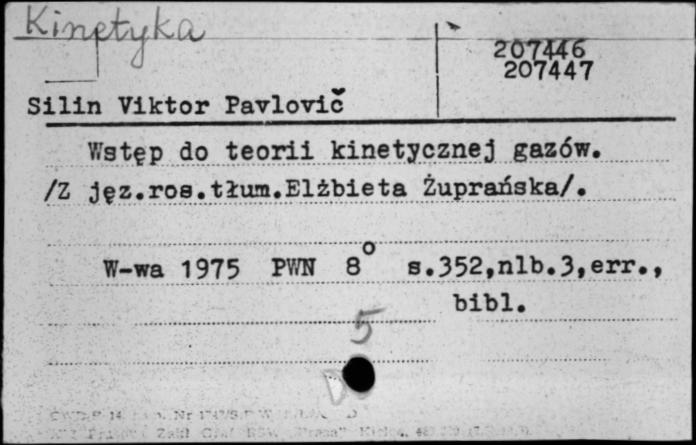 Kinetyka
207446
207447
Silin Viktor Pavlovič
Wstęp do teorii kinetycznej gazów.
/Z jęz.ros.tłum.Elżbieta Żuprańska/.
W-wa 1975 PWN 8° s.352,nlb.3,err.,
bibl.
5
D